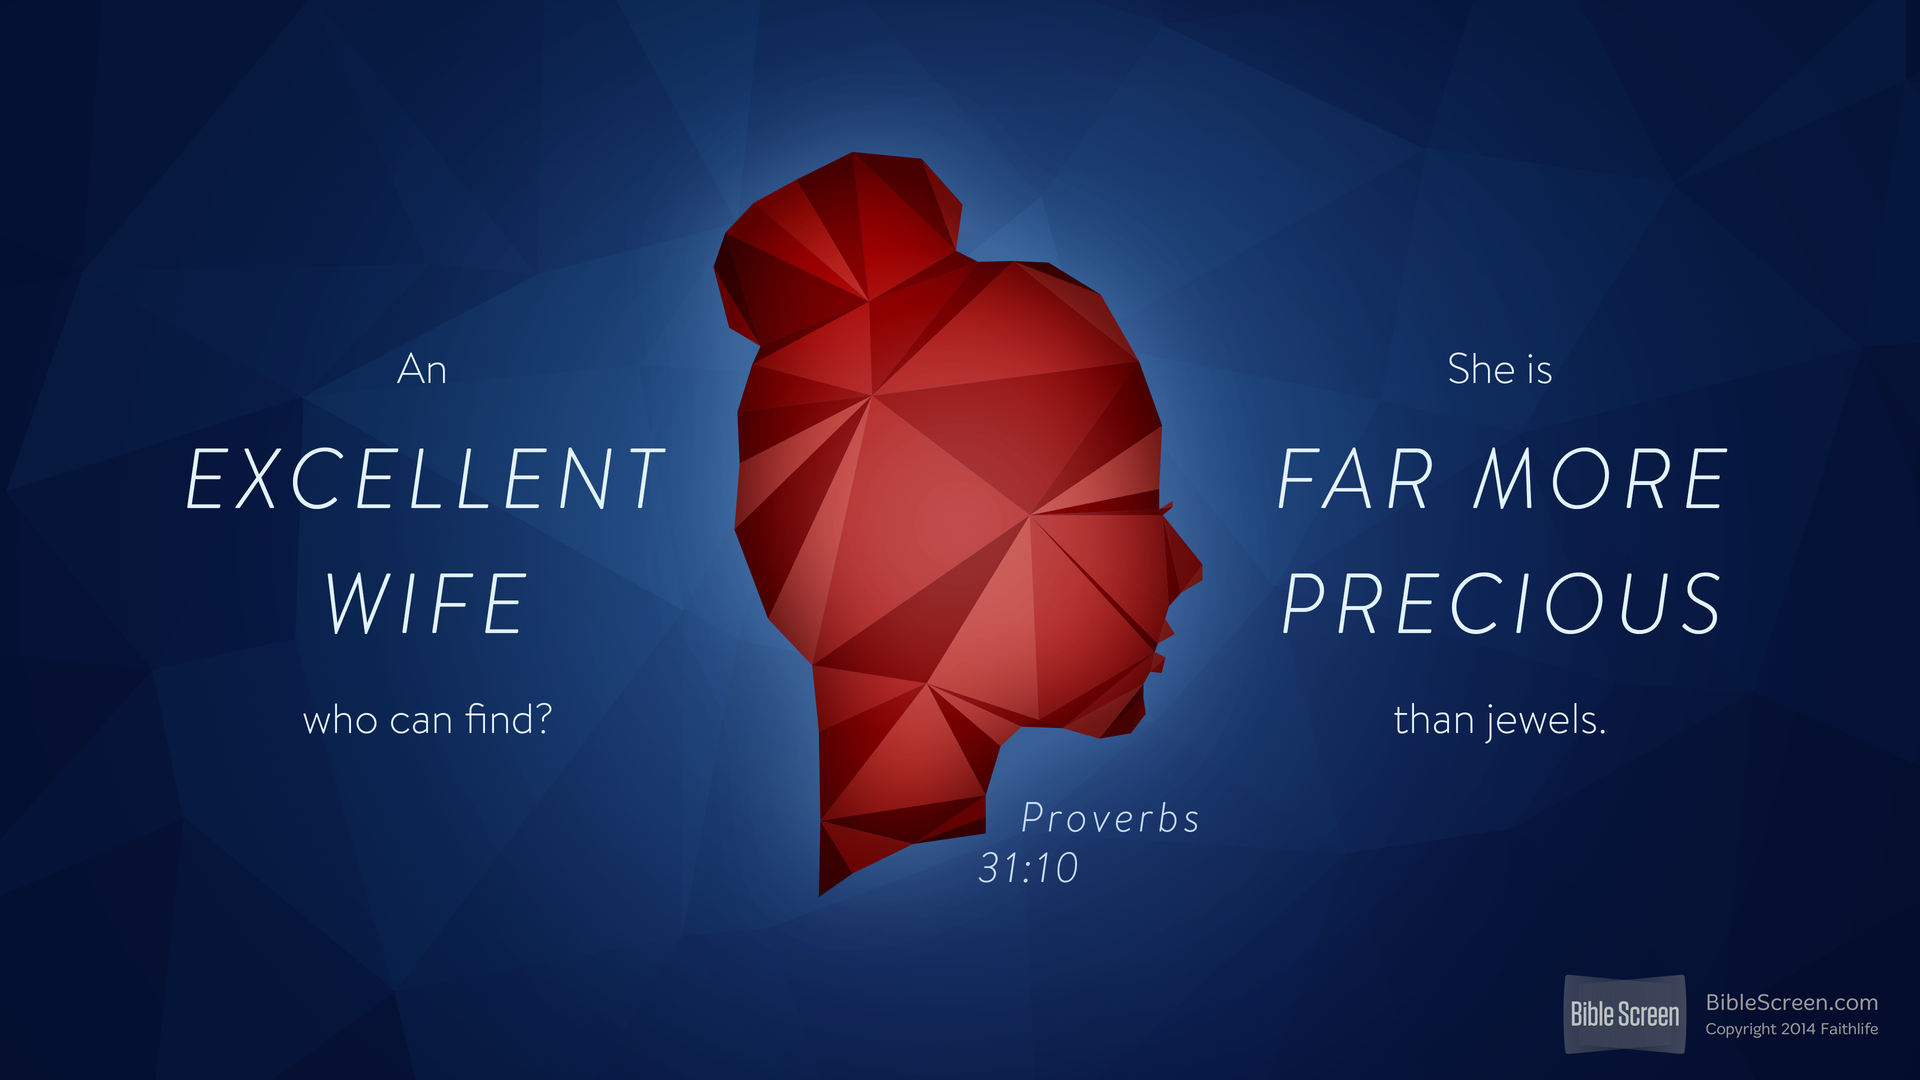 An
EXCELLENT
WIFE
who can find?
She is
FAR MORE
PRECIOUS
than jewels.
Proverbs
31:10
Bible Screen
BibleScreen.com
Copyright 2014 Faithlife